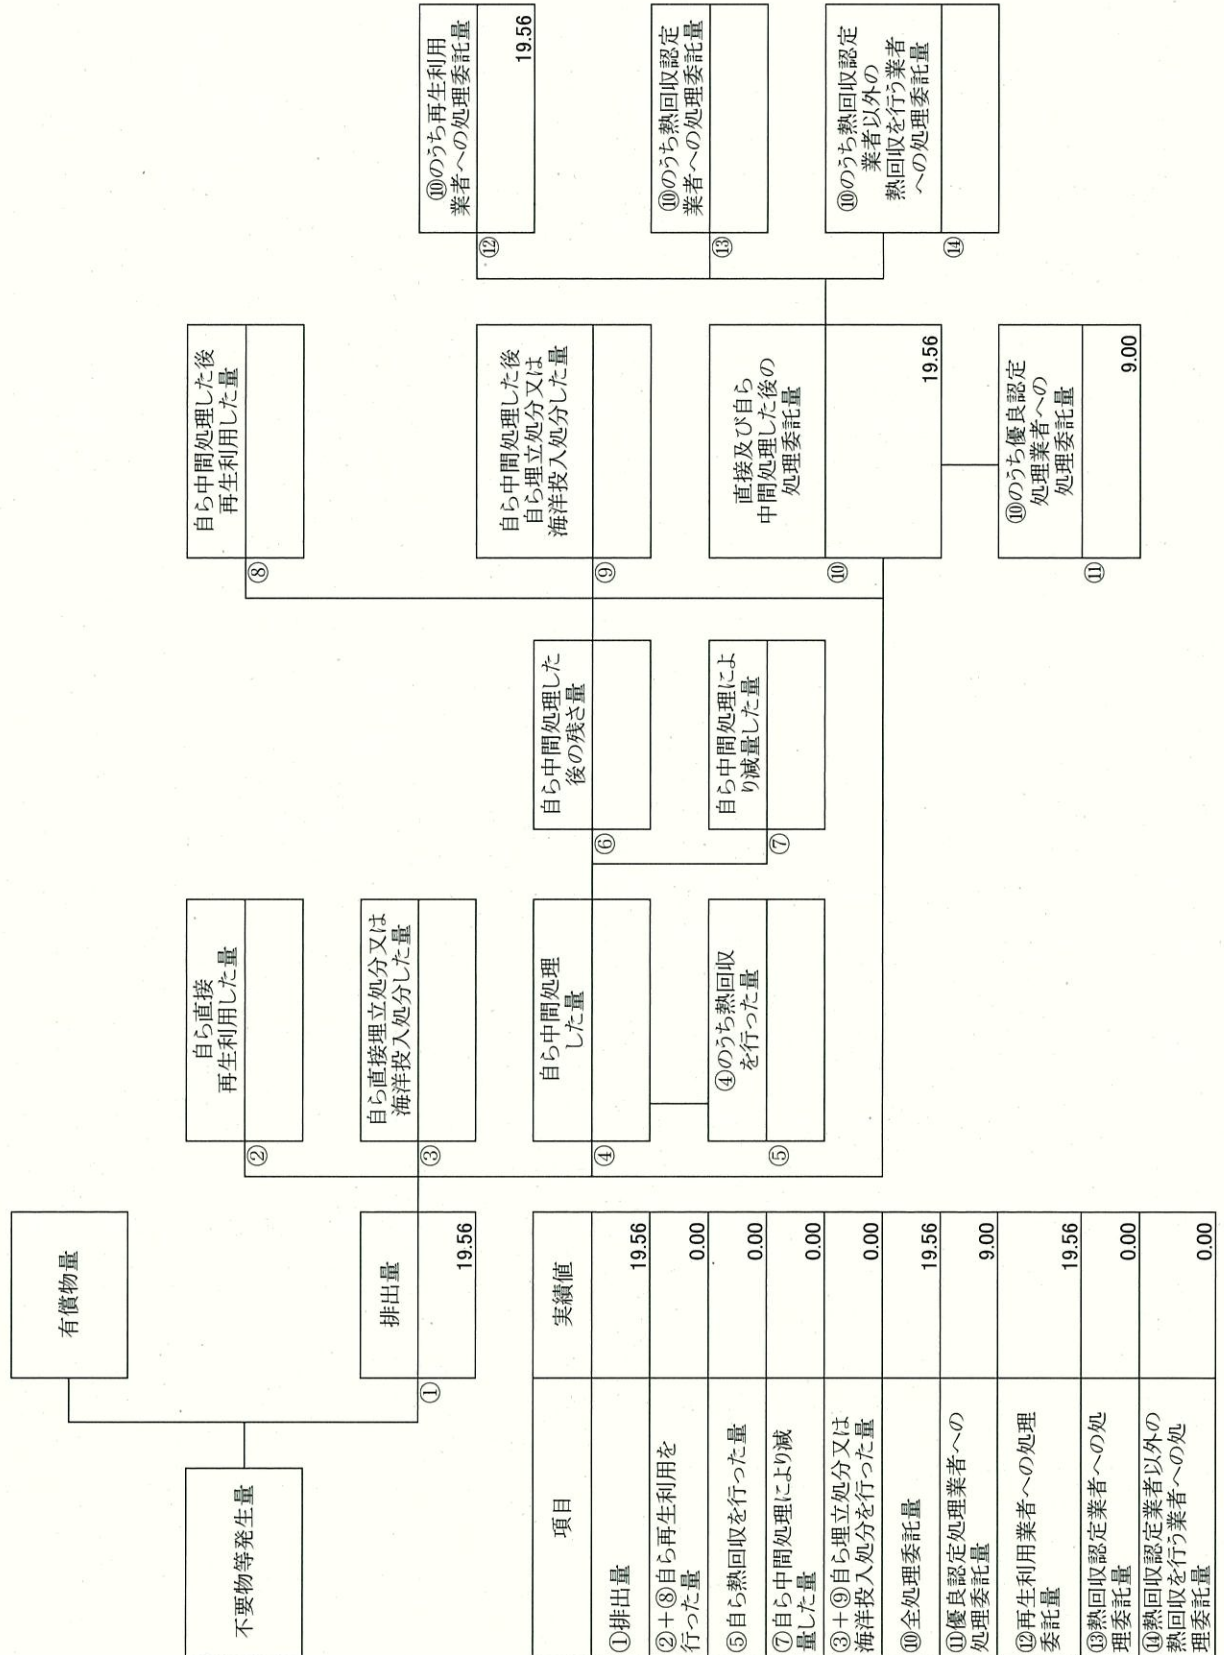 不要物等発生量
有償物量
排出量
①
19.56
自ら直接
再生利用した量
②
自ら直接埋立処分又は
海洋投入処分した量
③
自ら中間処理
した量
④
④のうち熱回収
を行った量
⑤
自ら中間処理した
後の残さ量
⑥
自ら中間処理によ
り減量した量
⑦
自ら中間処理した後
再生利用した量
⑧
自ら中間処理した後
自ら埋立処分又は
海洋投入処分した量
⑨
直接及び自ら
中間処理した後の
処理委託量
⑩
19.56
⑩のうち優良認定
処理業者への
処理委託量
⑪
9.00
⑩のうち再生利用
業者への処理委託量
⑫
19.56
⑩のうち熱回収認定
業者への処理委託量
⑬
⑩のうち熱回収認定
業者以外の
熱回収を行う業者
への処理委託量
⑭
項目 実績値
①排出量 19.56
②+⑧自ら再生利用を
行った量 0.00
⑤自ら熱回収を行った量 0.00
⑦自ら中間処理により減
量した量 0.00
③+⑨自ら埋立処分又は
海洋投入処分を行った量 0.00
⑩全処理委託量 19.56
⑪優良認定処理業者への
処理委託量 9.00
⑫再生利用業者への処理
委託量 19.56
⑬熱回収認定業者への処
理委託量 0.00
⑭熱回収認定業者以外の
熱回収を行う業者への処
理委託量 0.00